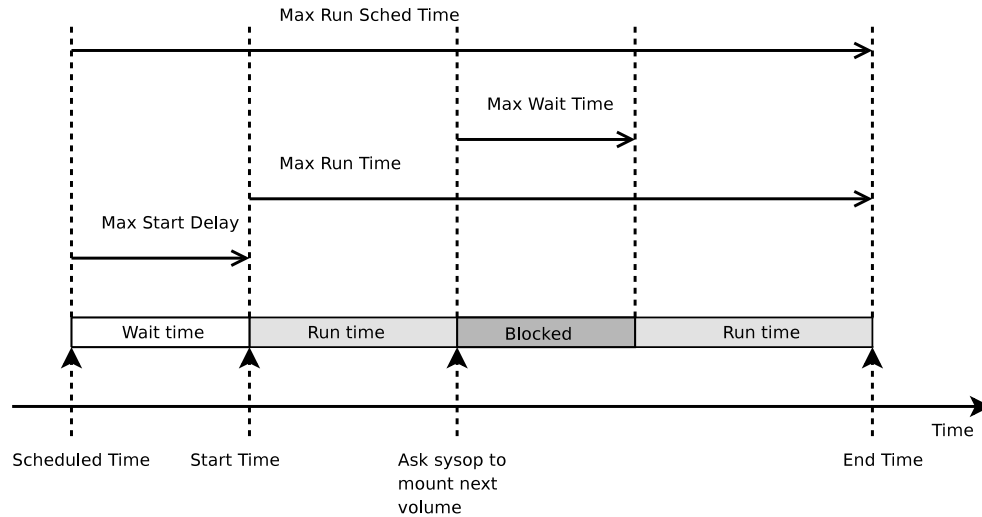 Max Run Sched Time
Max Wait Time
Max Run Time
Max Start Delay
Wait time
Run time
Blocked
Run time
Time
Scheduled Time
Start Time
Ask sysop to
mount next
volume
End Time